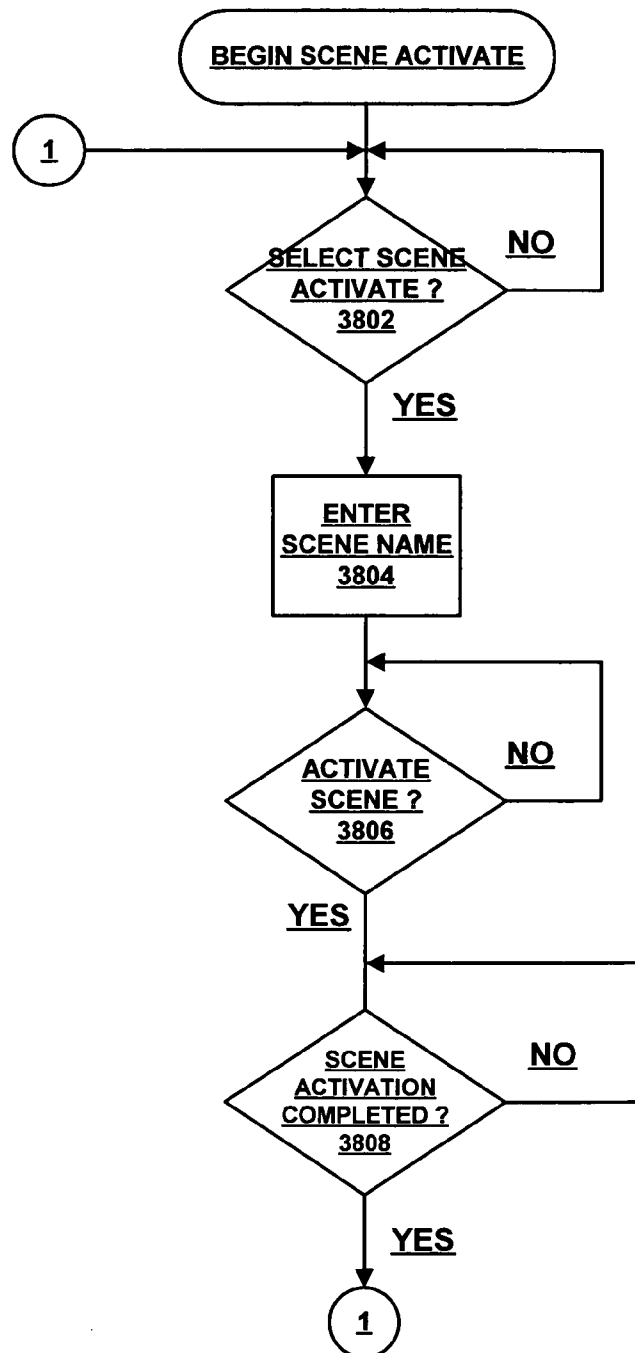 BEGIN SCENE ACTIVATE
1
SELECT SCENE
ACTIVATE ?
3802
NO
YES
ENTER
SCENE NAME
3804
ACTIVATE
SCENE ?
3806
NO
YES
SCENE
ACTIVATION
COMPLETED ?
3808
NO
YES
1